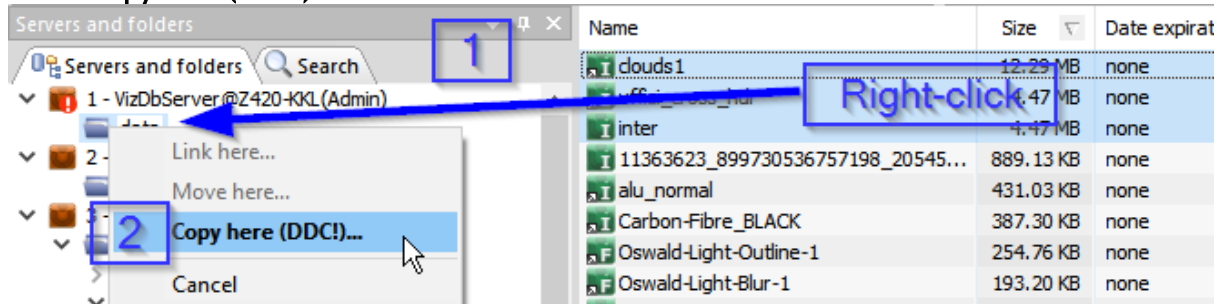 Servers and folders
Servers and folders Search
1 - VizDbServer@Z420-KKL(Admin)
data
2 -
3 -
Link here...
Move here...
Copy here (DDC!)...
Cancel
1
2
Right-click
Name Size Date expirat
clouds1 12.29 MB none
4.47 MB none
inter 4.47 MB none
11363623_899730536757198_20545... 889.13 KB none
alu_normal 431.03 KB none
Carbon-Fibre_BLACK 387.30 KB none
Oswald-Light-Outline-1 254.76 KB none
Oswald-Light-Blur-1 193.20 KB none